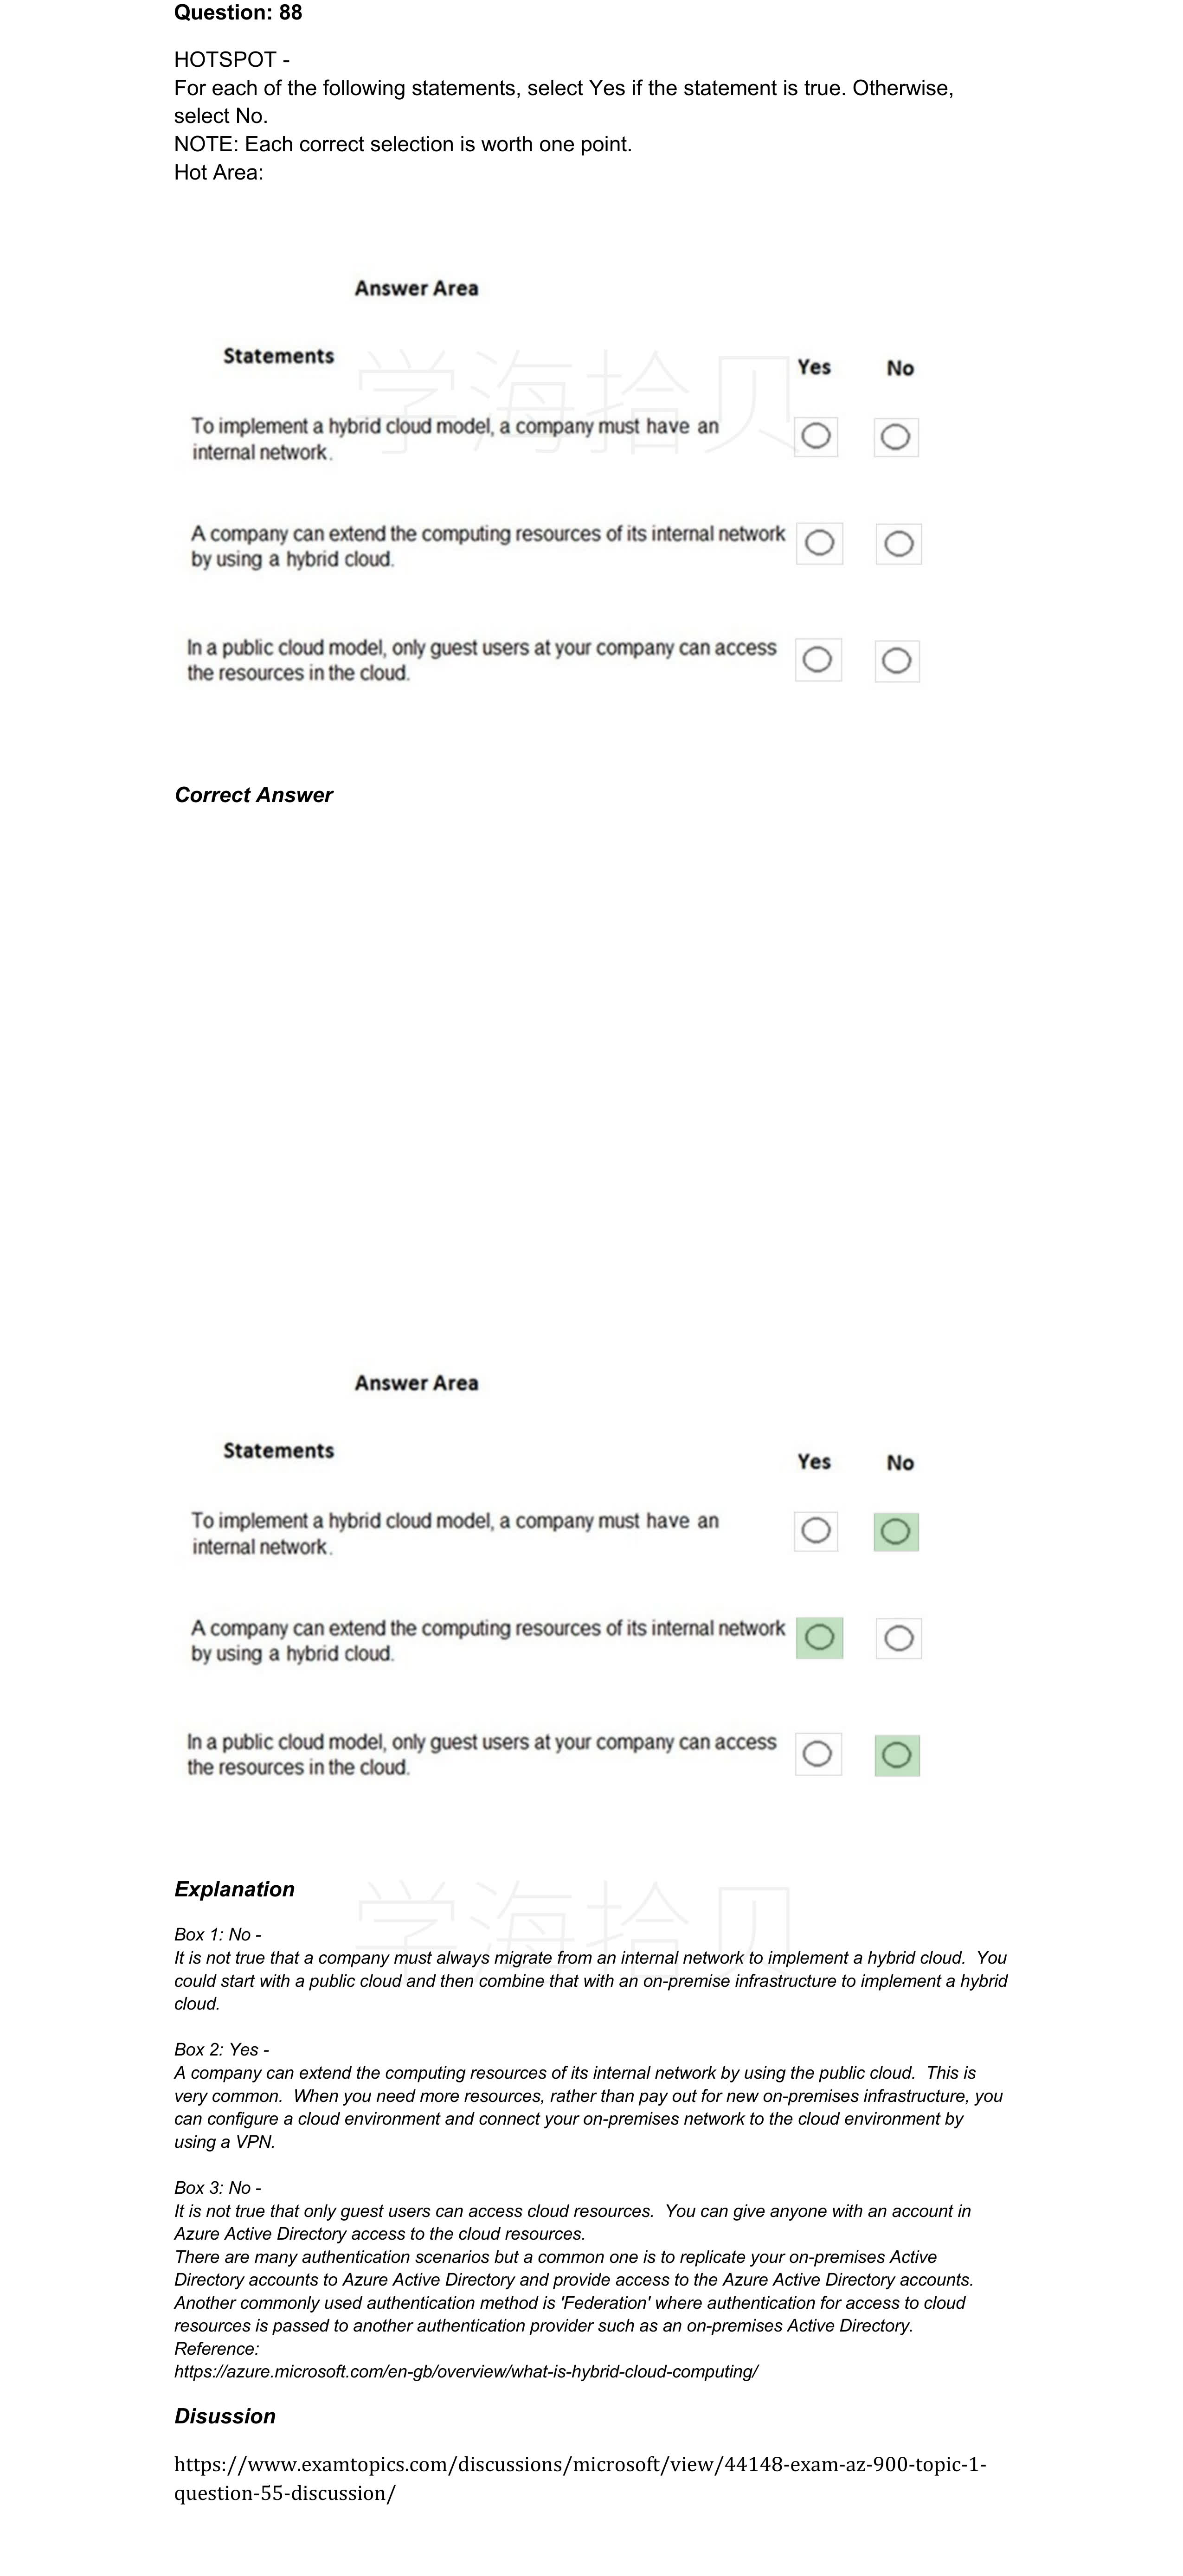 Question: 88
HOTSPOT -
For each of the following statements, select Yes if the statement is true. Otherwise,
select No.
NOTE: Each correct selection is worth one point.
Hot Area:
Answer Area
Statements
Yes No
学海拾贝
To implement a hybrid cloud model, a company must have an
internal network.
A company can extend the computing resources of its internal network
by using a hybrid cloud.
In a public cloud model, only guest users at your company can access
the resources in the cloud.
Correct Answer
Answer Area
Statements
Yes No
To implement a hybrid cloud model, a company must have an
internal network.
A company can extend the computing resources of its internal network
by using a hybrid cloud.
In a public cloud model, only guest users at your company can access
the resources in the cloud.
Explanation
学海拾贝
Box 1: No -
It is not true that a company must always migrate from an internal network to implement a hybrid cloud. You
could start with a public cloud and then combine that with an on-premise infrastructure to implement a hybrid
cloud.
Box 2: Yes -
A company can extend the computing resources of its internal network by using the public cloud. This is
very common. When you need more resources, rather than pay out for new on-premises infrastructure, you
can configure a cloud environment and connect your on-premises network to the cloud environment by
using a VPN.
Box 3: No -
It is not true that only guest users can access cloud resources. You can give anyone with an account in
Azure Active Directory access to the cloud resources.
There are many authentication scenarios but a common one is to replicate your on-premises Active
Directory accounts to Azure Active Directory and provide access to the Azure Active Directory accounts.
Another commonly used authentication method is 'Federation' where authentication for access to cloud
resources is passed to another authentication provider such as an on-premises Active Directory.
Reference:
https://azure.microsoft.com/en-gb/overview/what-is-hybrid-cloud-computing/
Disussion
https://www.examtopics.com/discussions/microsoft/view/44148-exam-az-900-topic-1-
question-55-discussion/